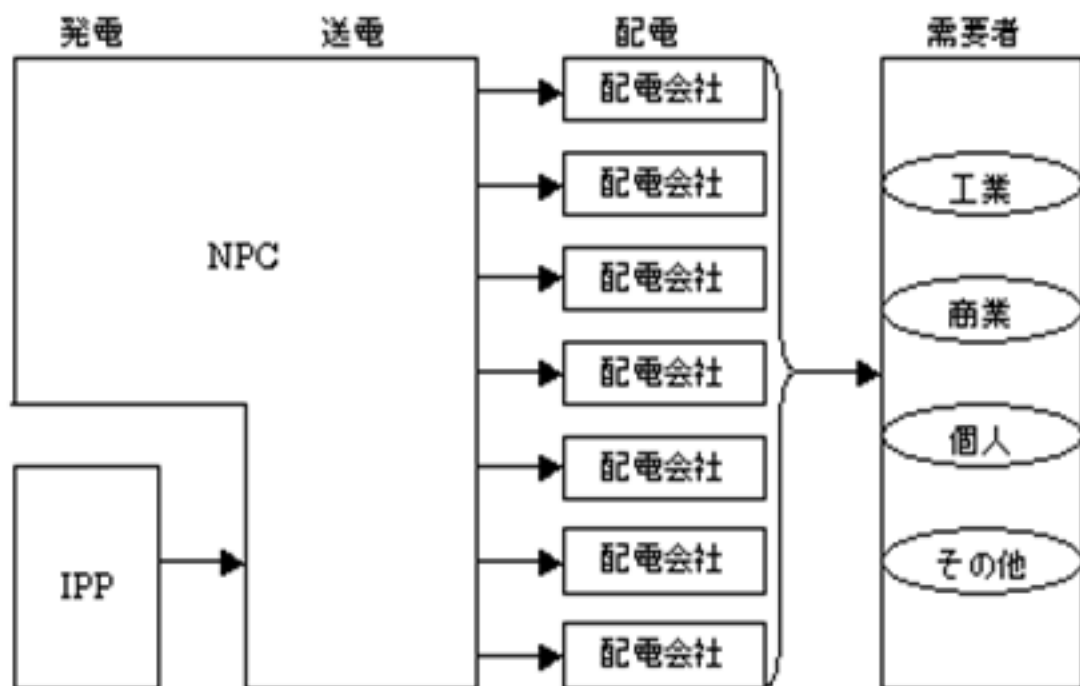 発電
送電
配電
需要者
NPC
IPP
配電会社
配電会社
配電会社
配電会社
配電会社
配電会社
配電会社
工業
商業
個人
その他